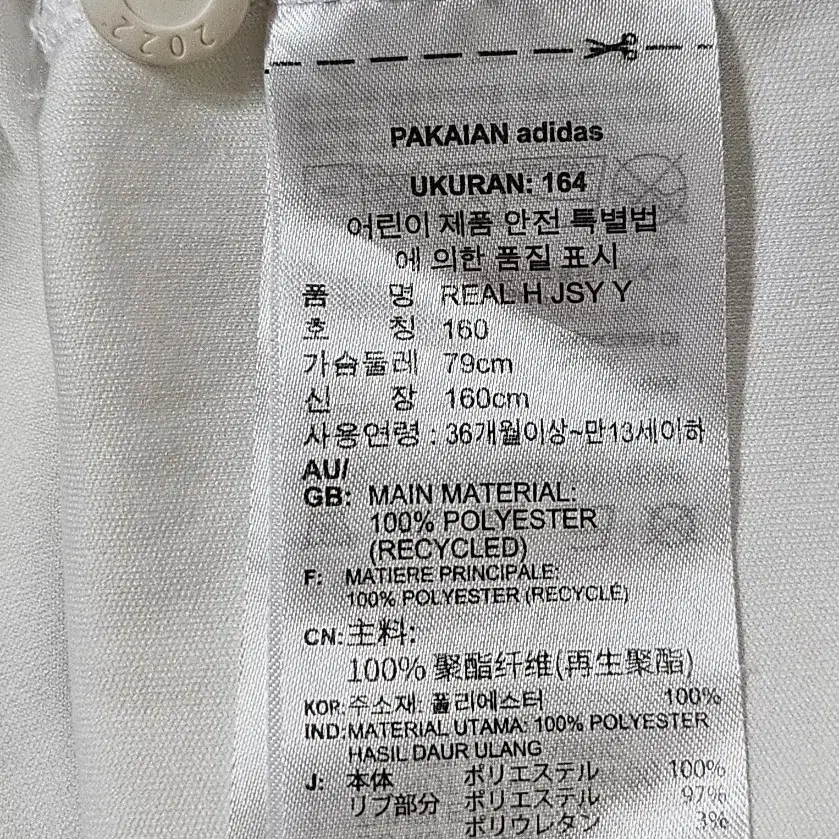 2022
PAKAIAN adidas
UKURAN: 164
어린이 제품 안전 특별법
에 의한 품질 표시
품 명 REAL H JSY Y
호 칭 160
가슴둘레 79cm
신 장 160cm
사용연령 : 36개월이상~만13세이하
AU/
GB: MAIN MATERIAL:
100% POLYESTER
(RECYCLED)
F: MATIERE PRINCIPALE:
100% POLYESTER (RECYCLÉ)
CN: 主料:
100% 聚酯纤维(再生聚酯)
KOR: 주소재: 폴리에스터 100%
IND: MATERIAL UTAMA: 100% POLYESTER
HASIL DAUR ULANG
J: 本体 ポリエステル 100%
リブ部分 ポリエステル 97%
ポリウレタン 3%